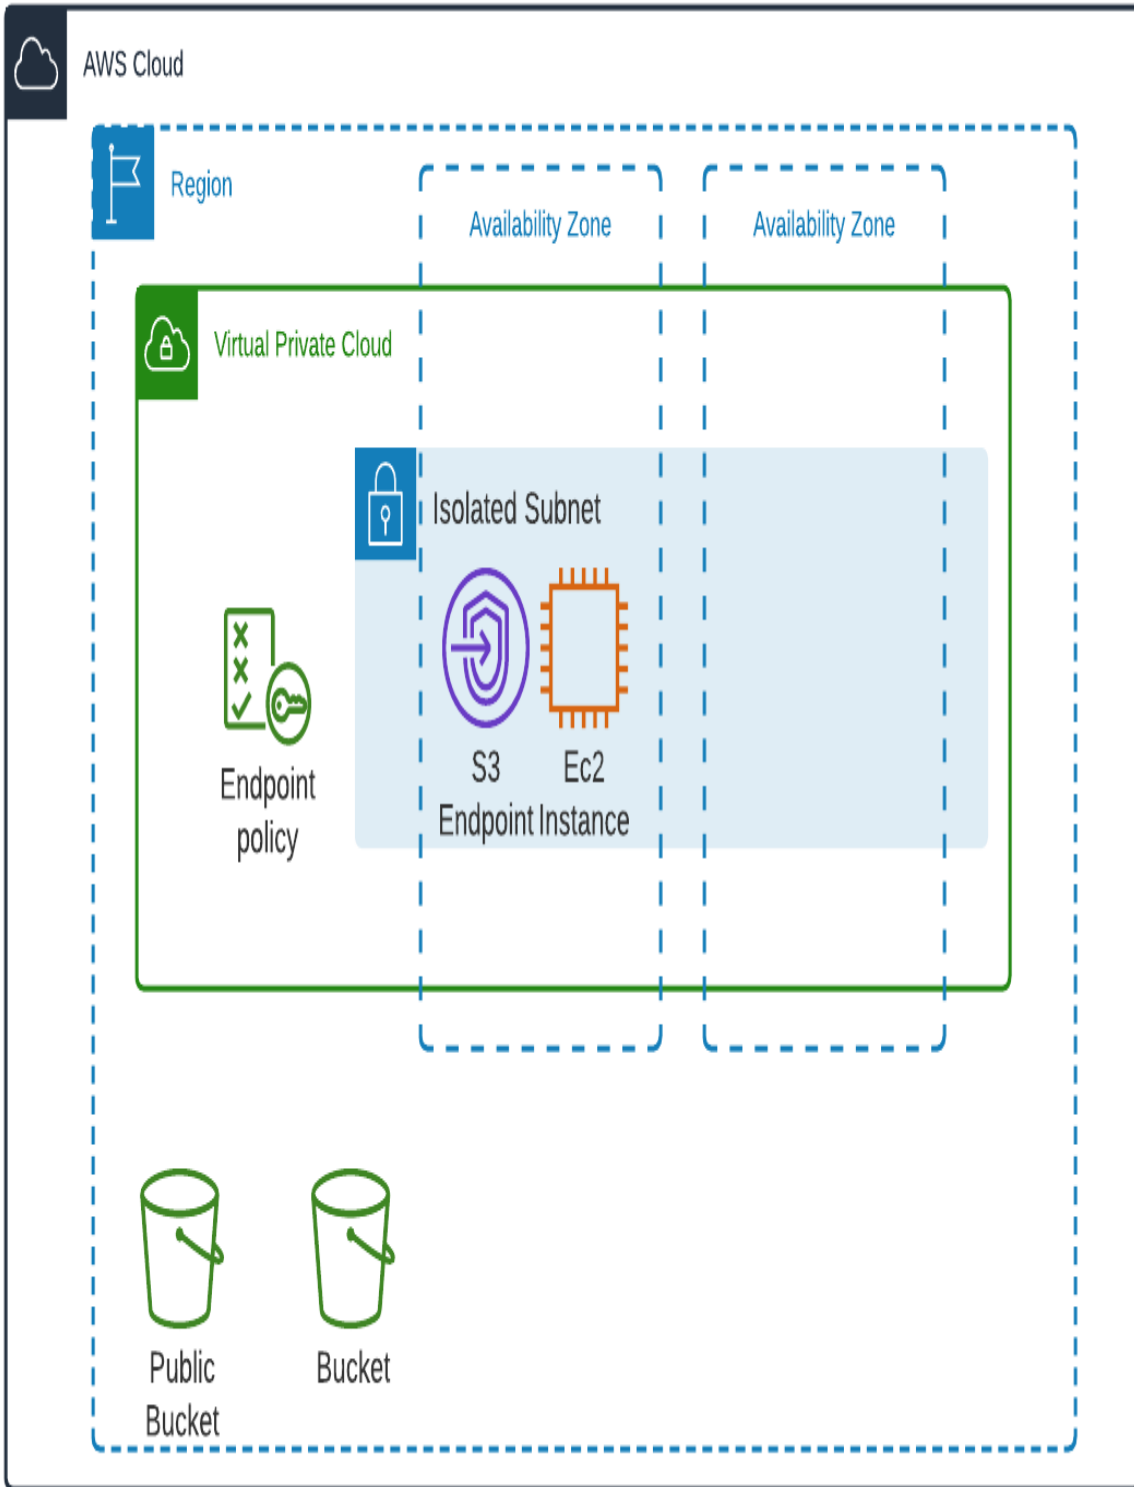 AWS Cloud
Region
Availability Zone
Availability Zone
Virtual Private Cloud
Isolated Subnet
S3
Endpoint
Ec2
Instance
Endpoint
policy
Public
Bucket
Bucket